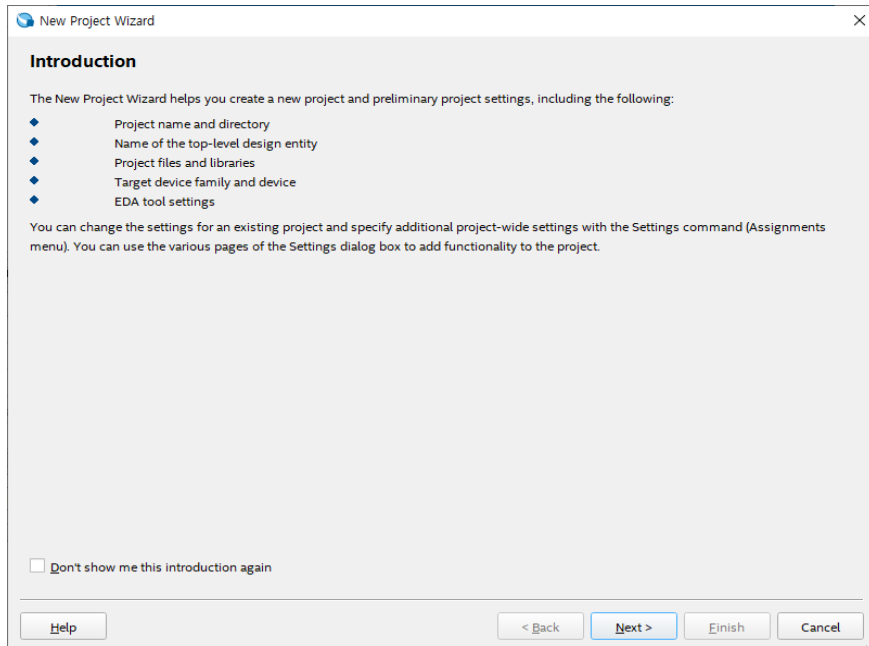 New Project Wizard
Introduction
The New Project Wizard helps you create a new project and preliminary project settings, including the following:
Project name and directory
Name of the top-level design entity
Project files and libraries
Target device family and device
EDA tool settings
You can change the settings for an existing project and specify additional project-wide settings with the Settings command (Assignments
menu). You can use the various pages of the Settings dialog box to add functionality to the project.
Don't show me this introduction again
Help
< Back
Next >
Finish
Cancel